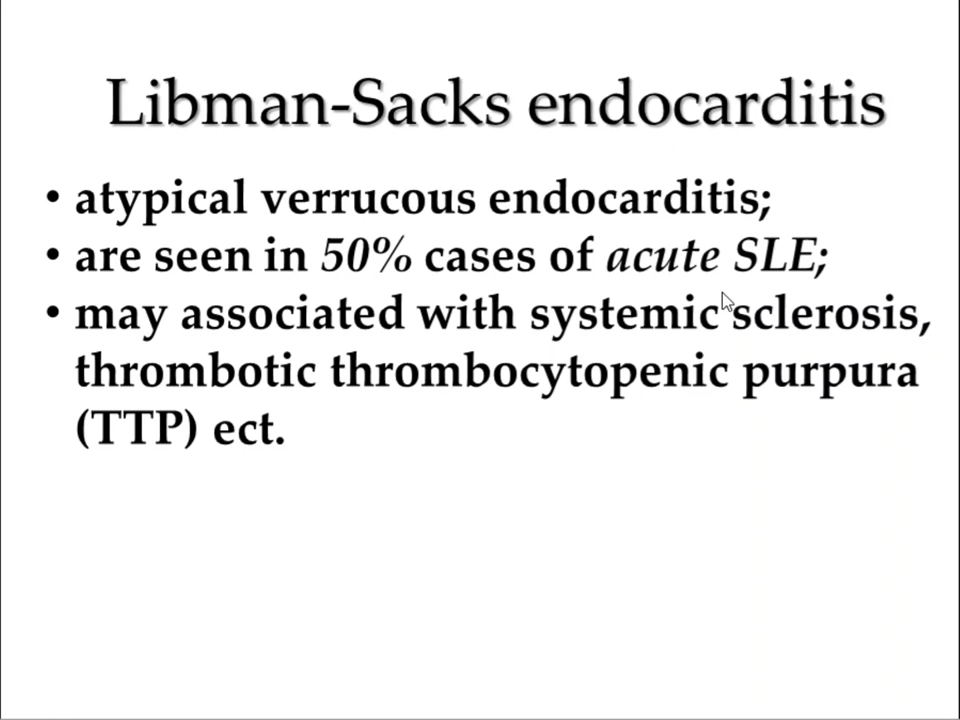 Libman-Sacks endocarditis
• atypical verrucous endocarditis;
• are seen in 50% cases of acute SLE;
• may associated with systemic sclerosis,
thrombotic thrombocytopenic purpura
(TTP) ect.